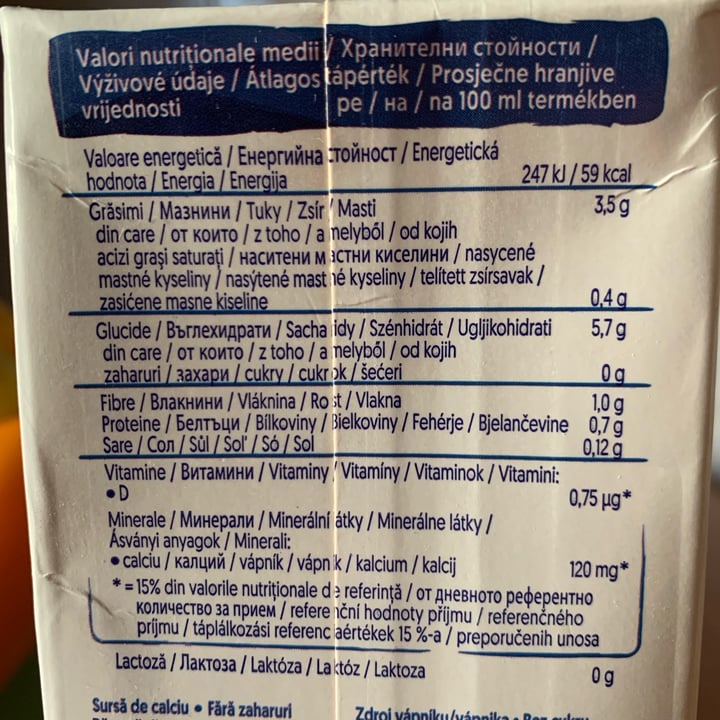 Valori nutriționale medii / Хранителни стойности /
Výživové údaje / Átlagos tápérték / Prosječne hranjive
vrijednosti pe / на / na 100 ml termékben
Valoare energetică / Енергийна стойност / Energetická
hodnota / Energia / Energija 247 kJ / 59 kcal
Grăsimi / Мазнини / Tuky / Zsír / Masti 3,5 g
din care / от които / z toho / amelyből / od kojih
acizi grași saturați / наситени мастни киселини / nasycené
mastné kyseliny / nasýtené mastné kyseliny / telített zsírsavak /
zasićene masne kiseline 0,4 g
Glucide / Въглехидрати / Sacharidy / Szénhidrát / Ugljikohidrati 5,7 g
din care / от които / z toho / amelyből / od kojih
zaharuri / захари / cukry / cukrok / šećeri 0 g
Fibre / Влакнини / Vláknina / Rost / Vlakna 1,0 g
Proteine / Белтъци / Bílkoviny / Bielkoviny / Fehérje / Bjelančevine 0,7 g
Sare / Сол / Sůl / Soľ / Só / Sol 0,12 g
Vitamine / Витамини / Vitaminy / Vitamíny / Vitaminok / Vitamini:
• D 0,75 µg*
Minerale / Минерали / Minerální látky / Minerálne látky /
Ásványi anyagok / Minerali:
• calciu / калций / vápník / vápnik / kalcium / kalcij 120 mg*
* = 15% din valorile nutriționale de referință / от дневното референтно
количество за прием / referenční hodnoty příjmu / referenčného
príjmu / táplálkozási referenciaértékek 15 %-a / preporučenih unosa
Lactoză / Лактоза / Laktóza / Laktóz / Laktoza 0 g
Sursă de calciu • Fără zaharuri
Zdroj vápníku/vápnika •